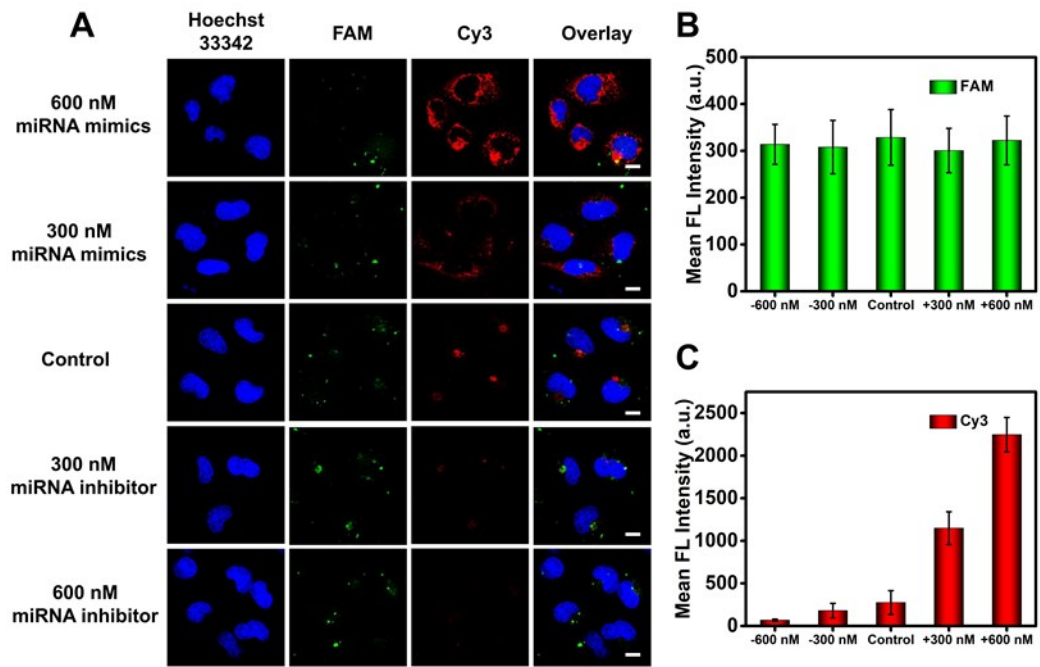 A
Hoechst
33342
FAM
Cy3
Overlay
600 nM
miRNA mimics
300 nM
miRNA mimics
Control
300 nM
miRNA inhibitor
600 nM
miRNA inhibitor
B
Mean FL Intensity (a.u.)
500
400
300
200
100
0
FAM
-600 nM
-300 nM
Control
+300 nM
+600 nM
C
Mean FL Intensity (a.u.)
2500
2000
1500
1000
500
0
Cy3
-600 nM
-300 nM
Control
+300 nM
+600 nM